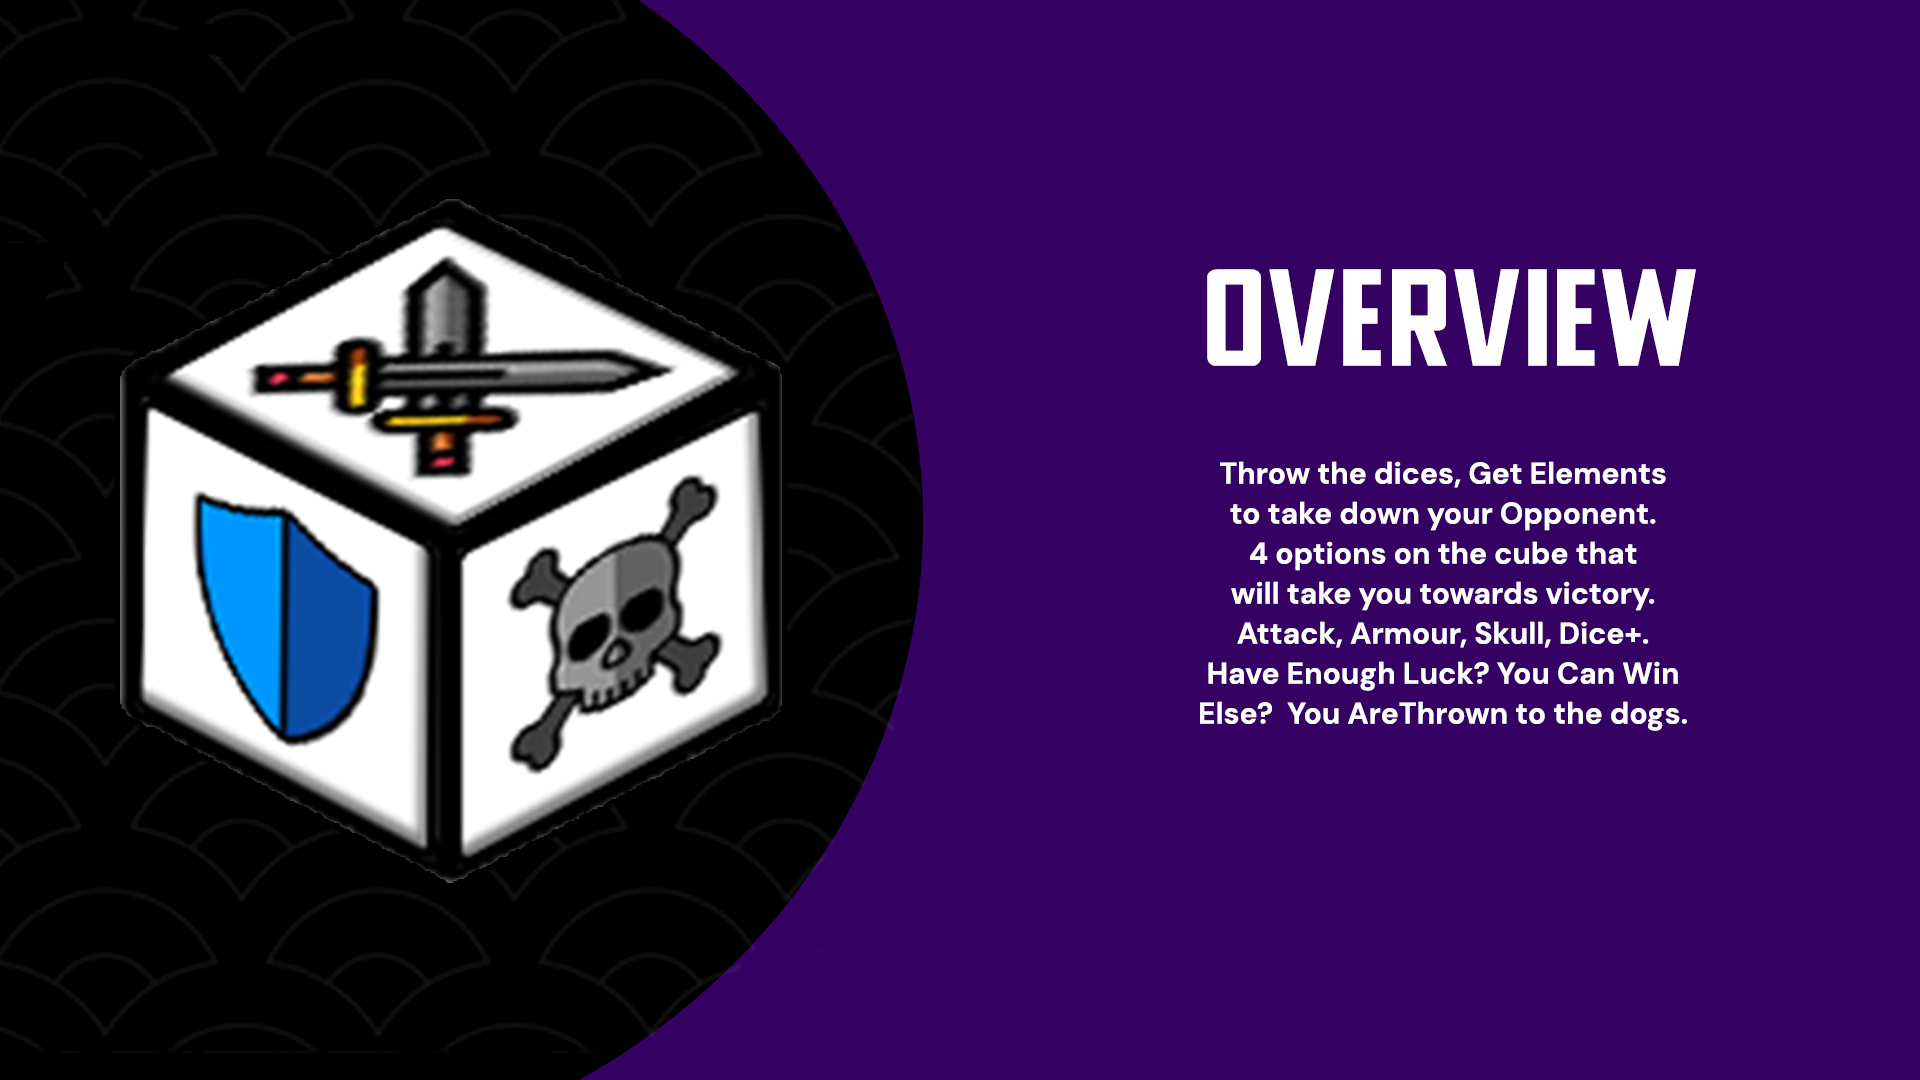 OVERVIEW
Throw the dices, Get Elements
to take down your Opponent.
4 options on the cube that
will take you towards victory.
Attack, Armour, Skull, Dice+.
Have Enough Luck? You Can Win
Else?  You AreThrown to the dogs.